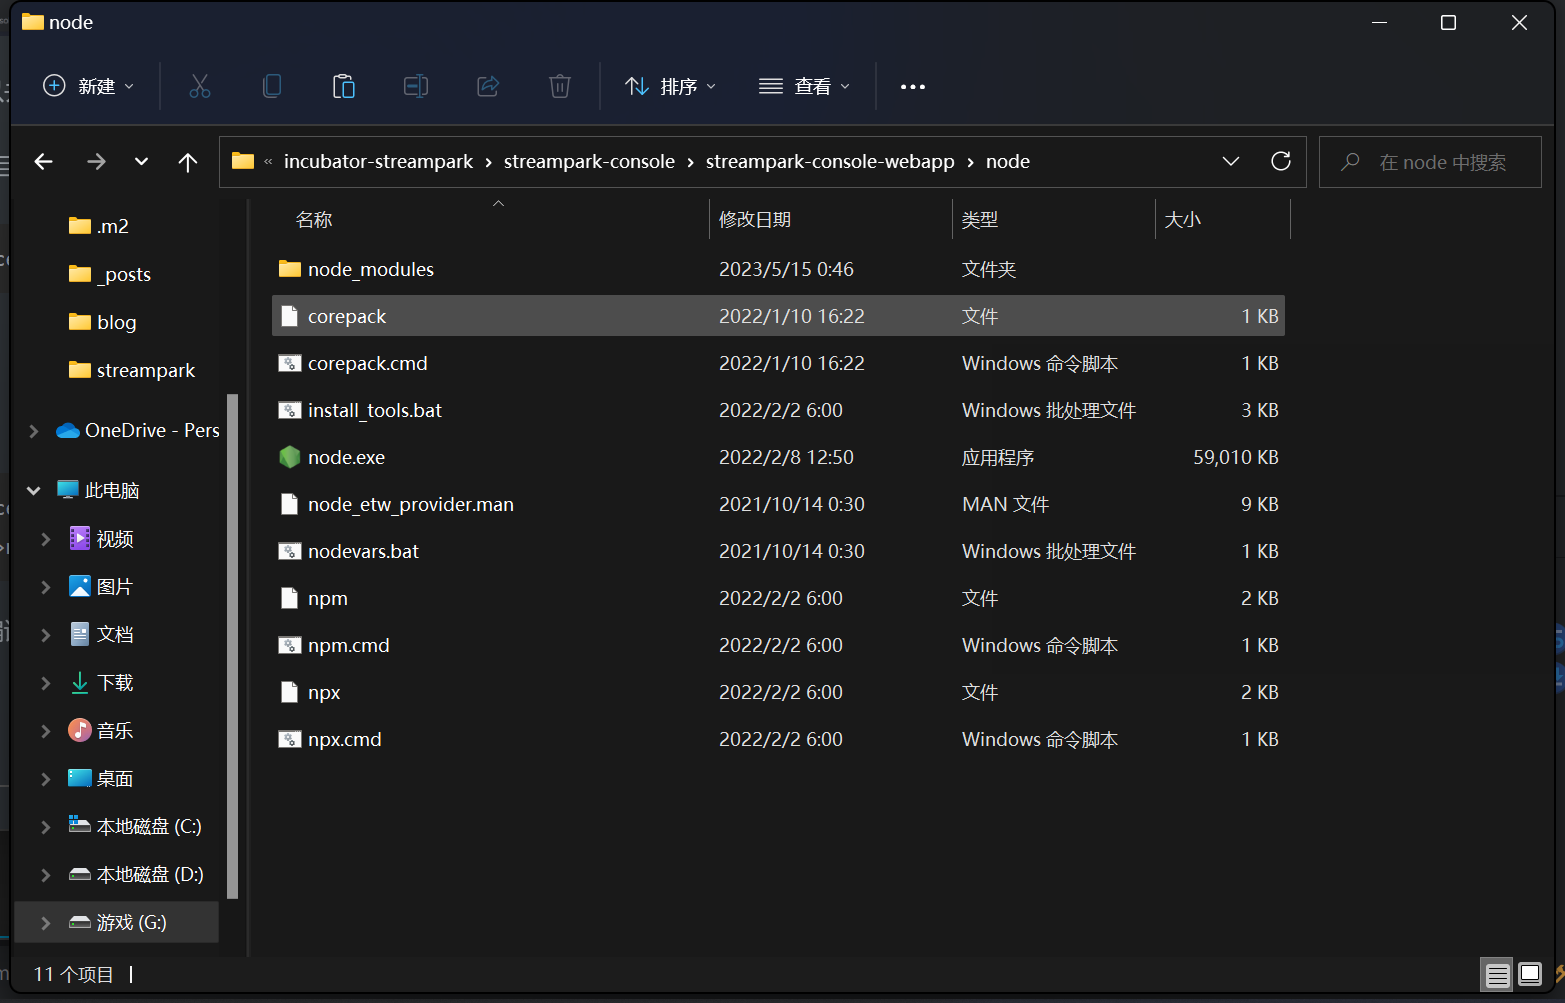 node
新建
排序
查看
incubator-streampark
streampark-console
streampark-console-webapp
node
在 node 中搜索
.m2
_posts
blog
streampark
OneDrive - Pers
此电脑
视频
图片
文档
下载
音乐
桌面
本地磁盘 (C:)
本地磁盘 (D:)
游戏 (G:)
名称 修改日期 类型 大小
node_modules 2023/5/15 0:46 文件夹
corepack 2022/1/10 16:22 文件 1 KB
corepack.cmd 2022/1/10 16:22 Windows 命令脚本 1 KB
install_tools.bat 2022/2/2 6:00 Windows 批处理文件 3 KB
node.exe 2022/2/8 12:50 应用程序 59,010 KB
node_etw_provider.man 2021/10/14 0:30 MAN 文件 9 KB
nodevars.bat 2021/10/14 0:30 Windows 批处理文件 1 KB
npm 2022/2/2 6:00 文件 2 KB
npm.cmd 2022/2/2 6:00 Windows 命令脚本 1 KB
npx 2022/2/2 6:00 文件 2 KB
npx.cmd 2022/2/2 6:00 Windows 命令脚本 1 KB
11 个项目